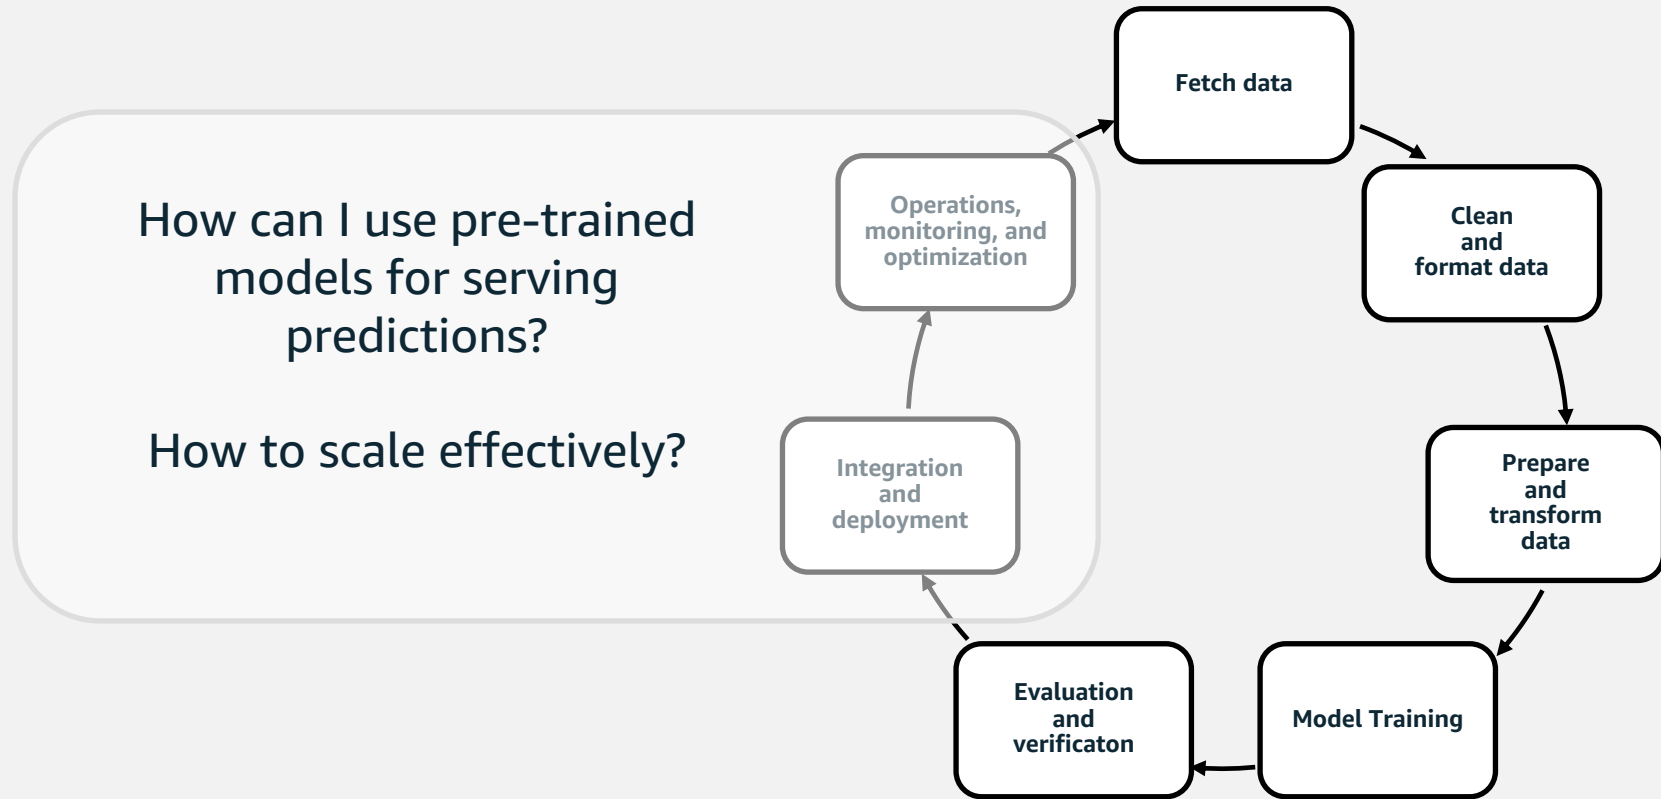 How can I use pre-trained
models for serving
predictions?
How to scale effectively?
Fetch data
Clean
and
format data
Prepare
and
transform
data
Model Training
Evaluation
and
verificaton
Integration
and
deployment
Operations,
monitoring, and
optimization